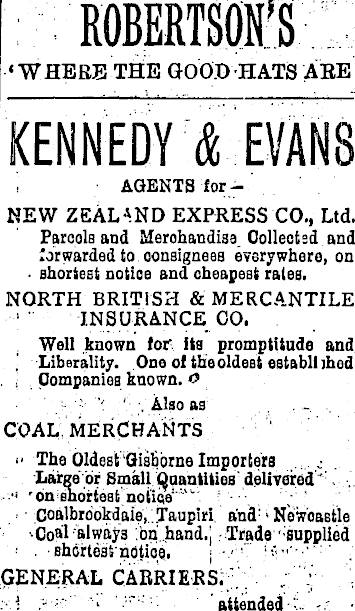 ROBERTSON'S
'WHERE THE GOOD HATS ARE
KENNEDY & EVANS
AGENTS for—
NEW ZEALAND EXPRESS CO., Ltd.
Parcels and Merchandise Collected and
forwarded to consignees everywhere, on
shortest notice and cheapest rates.
NORTH BRITISH & MERCANTILE
INSURANCE CO.
Well known for its promptitude and
Liberality. One of the oldest established
Companies known.
Also as
COAL MERCHANTS
The Oldest Gisborne Importers
Large or Small Quantities delivered
on shortest notice
Coalbrookdale, Taupiri and Newcastle
Coal always on hand. Trade supplied
shortest notice.
GENERAL CARRIERS.
attended